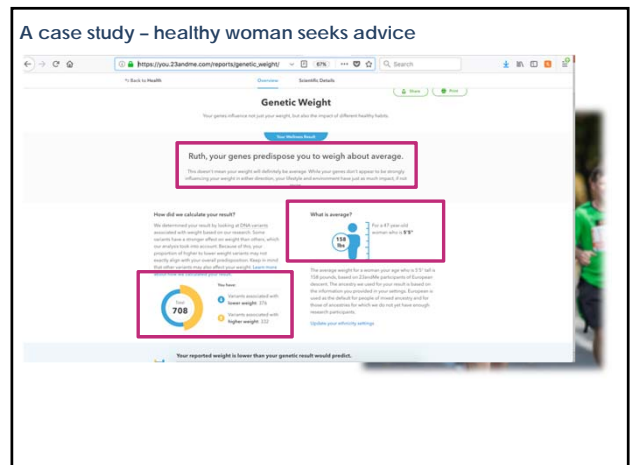 A case study – healthy woman seeks advice
https://you.23andme.com/reports/genetic_weight/
67%
Search
Back to Health
Overview
Scientific Details
Share
Print
Genetic Weight
Your genes influence not just your weight, but also the impact of different healthy habits.
Your Wellness Result
Ruth, your genes predispose you to weigh about average.
This doesn't mean your weight will definitely be average. While your genes don't appear to be strongly
influencing your weight in either direction, your lifestyle and environment have just as much impact, if not
How did we calculate your result?
We determined your result by looking at DNA variants
associated with weight based on our research. Some
variants have a stronger effect on weight than others, which
our analysis took into account. Because of this, your
proportion of higher to lower weight variants may not
exactly align with your overall predisposition. Keep in mind
that other variants may also affect your weight. Learn more
about how we calculated your result.
You have:
708
Variants associated with
lower weight
Variants associated with
higher weight
What is average?
158
lbs
For a 47-year-old
woman who is 5'5"
The average weight for a woman your age who is 5'5" tall is
158 pounds, based on 23andMe participants of European
descent. The ancestry we used for your result is based on
the information you provided in your settings. European is
used as the default for people of mixed ancestry and for
those of ancestries for which we do not yet have enough
research participants.
Update your ethnicity settings
Your reported weight is lower than your genetic result would predict.